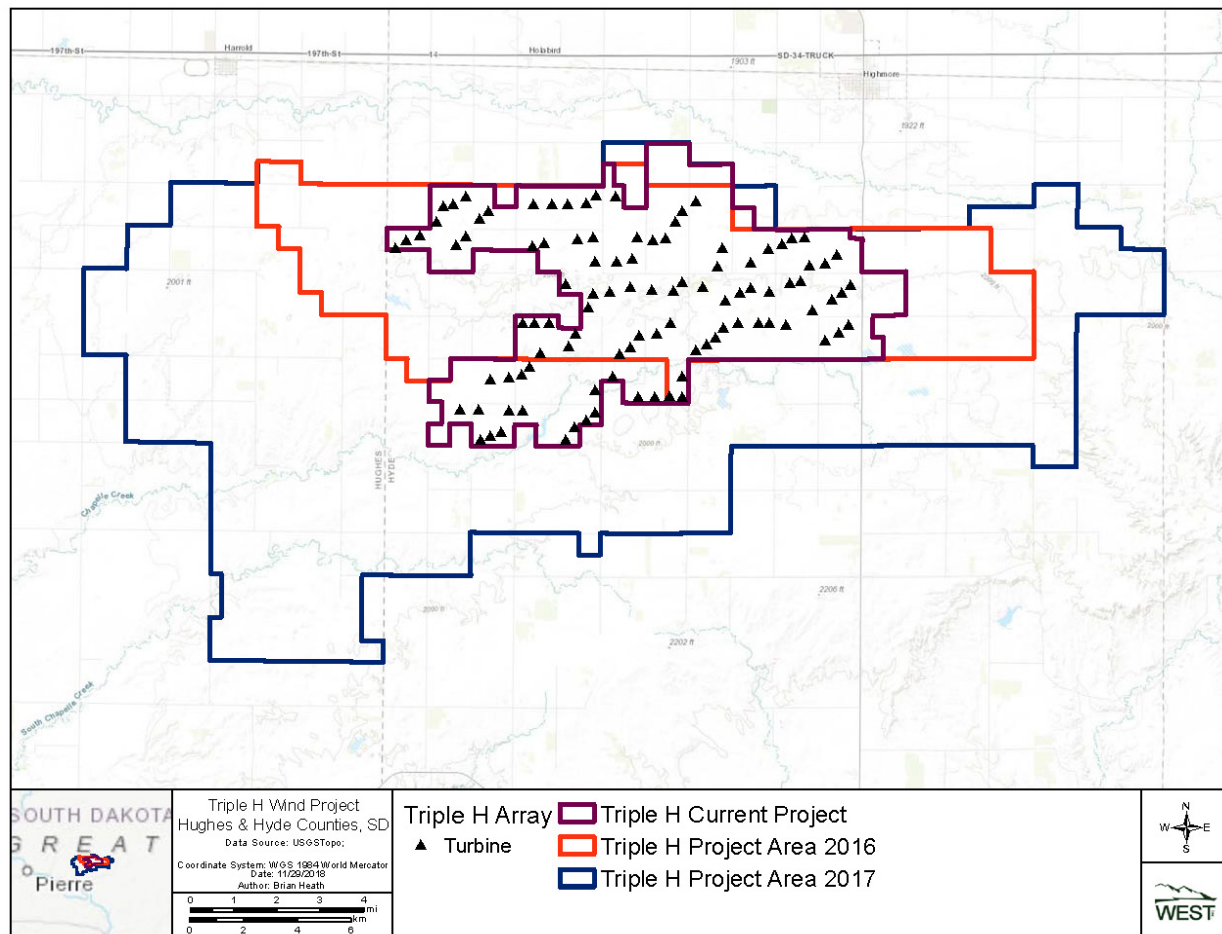 197th-St
Harrold
197th-St
14
Holabird
1903 ft
SD-34-TRUCK
Highmore
1922 ft
2001 ft
2000 ft
HUGHES
HYDE
Chapelle Creek
2206 ft
2202 ft
South Chapelle Creek
SOUTH DAKOTA
GREAT
Pierre
Triple H Wind Project
Hughes & Hyde Counties, SD
Data Source: USGSTopo;
Coordinate System: WGS 1984 World Mercator
Date: 11/29/2018
Author: Brian Heath
0 1 2 3 4
mi
km
0 2 4 6
Triple H Array
Turbine
Triple H Current Project
Triple H Project Area 2016
Triple H Project Area 2017
N
W E
S
WEST